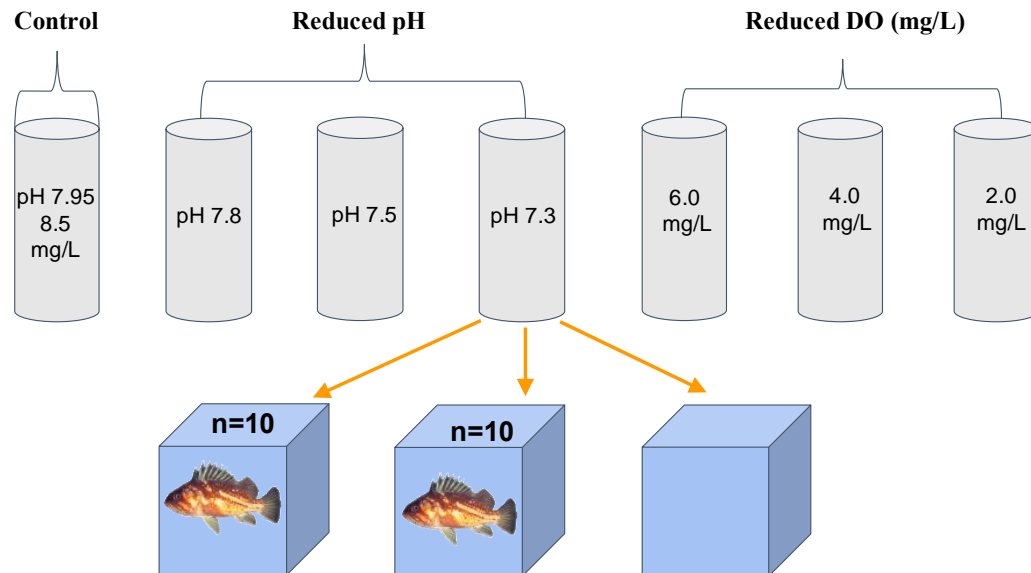 Control
Reduced pH
Reduced DO (mg/L)
pH 7.95
8.5
mg/L
pH 7.8
pH 7.5
pH 7.3
6.0
mg/L
4.0
mg/L
2.0
mg/L
n=10
n=10